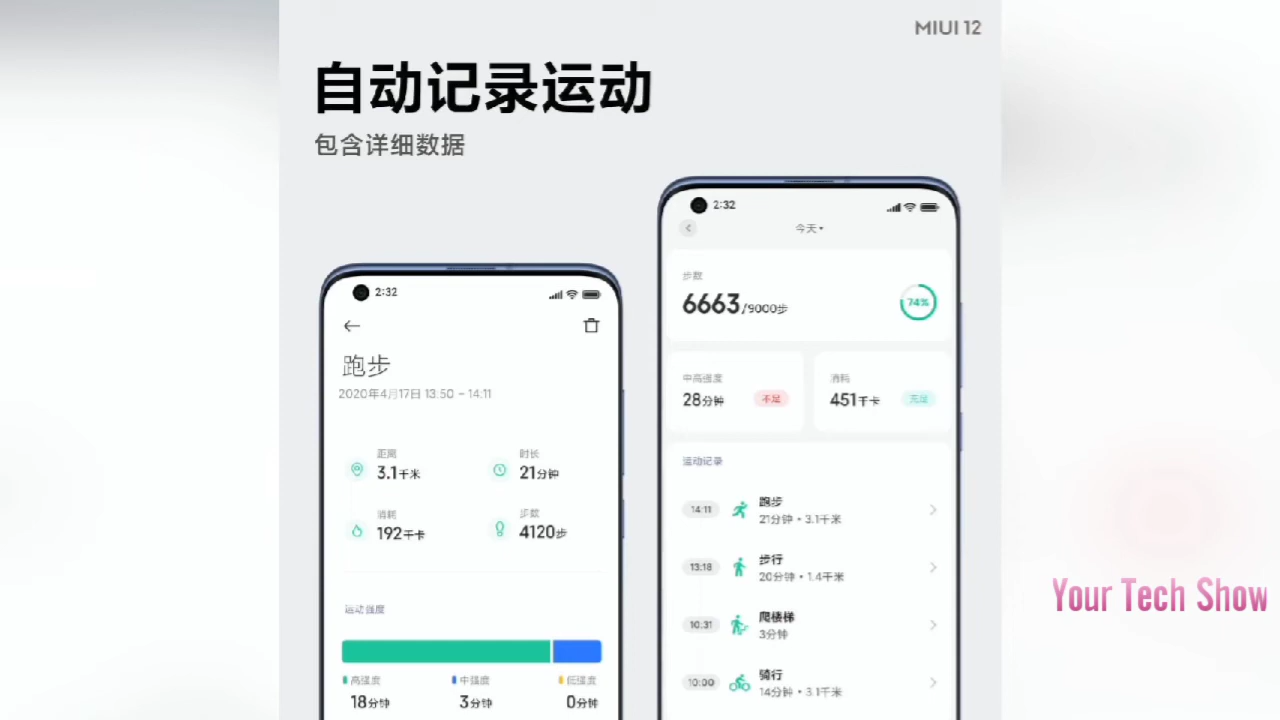 MIUI 12
自动记录运动
包含详细数据
2:32
跑步
2020年4月17日 13:50 - 14:11
距离
3.1千米
时长
21分钟
消耗
192千卡
步数
4120步
运动强度
高强度
18分钟
中强度
3分钟
低强度
0分钟
2:32
今天
步数
6663/9000步
74%
中高强度
28分钟
不足
消耗
451千卡
充足
运动记录
14:11
跑步
21分钟 • 3.1千米
13:18
步行
20分钟 • 1.4千米
10:31
爬楼梯
3分钟
10:00
骑行
14分钟 • 3.1千米
Your Tech Show